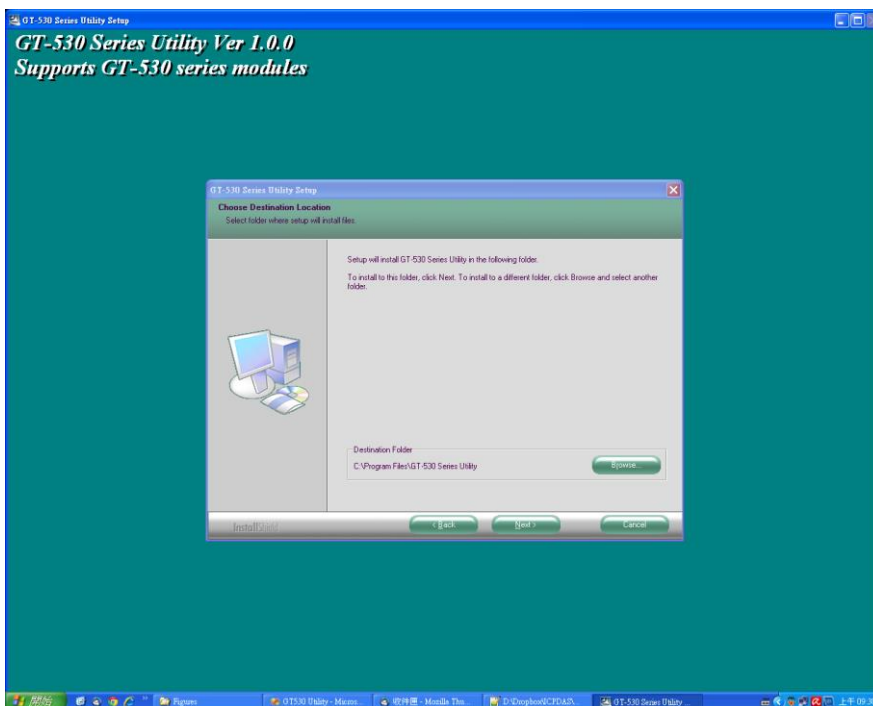 GT-530 Series Utility Setup
GT-530 Series Utility Ver 1.0.0
Supports GT-530 series modules
GT-530 Series Utility Setup
Choose Destination Location
Select folder where setup will install files.
Setup will install GT-530 Series Utility in the following folder.
To install to this folder, click Next. To install to a different folder, click Browse and select another
folder.
Destination Folder
C:\Program Files\GT-530 Series Utility
Browse...
InstallShield
< Back
Next >
Cancel
開始
Figures
GT530 Utility - Micros...
收件匣 - Mozilla Thu...
D:\Dropbox\ICPDAS\...
GT-530 Series Utility ...
上午 09:3